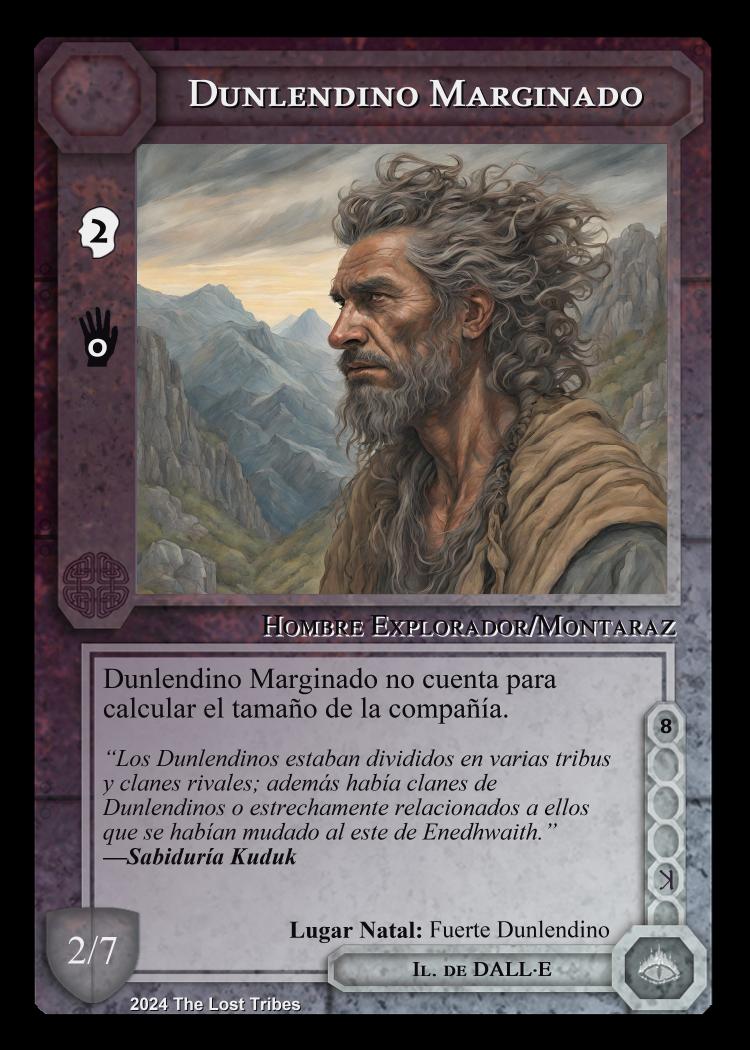 Dunlendino Marginado
2
0
Hombre Explorador/Montaraz
Dunlendino Marginado no cuenta para
calcular el tamaño de la compañía.
“Los Dunlendinos estaban divididos en varias tribus
y clanes rivales; además había clanes de
Dunlendinos o estrechamente relacionados a ellos
que se habían mudado al este de Enedhwaith.”
—Sabiduría Kuduk
8
Lugar Natal: Fuerte Dunlendino
2/7
Il. de DALL·E
2024 The Lost Tribes